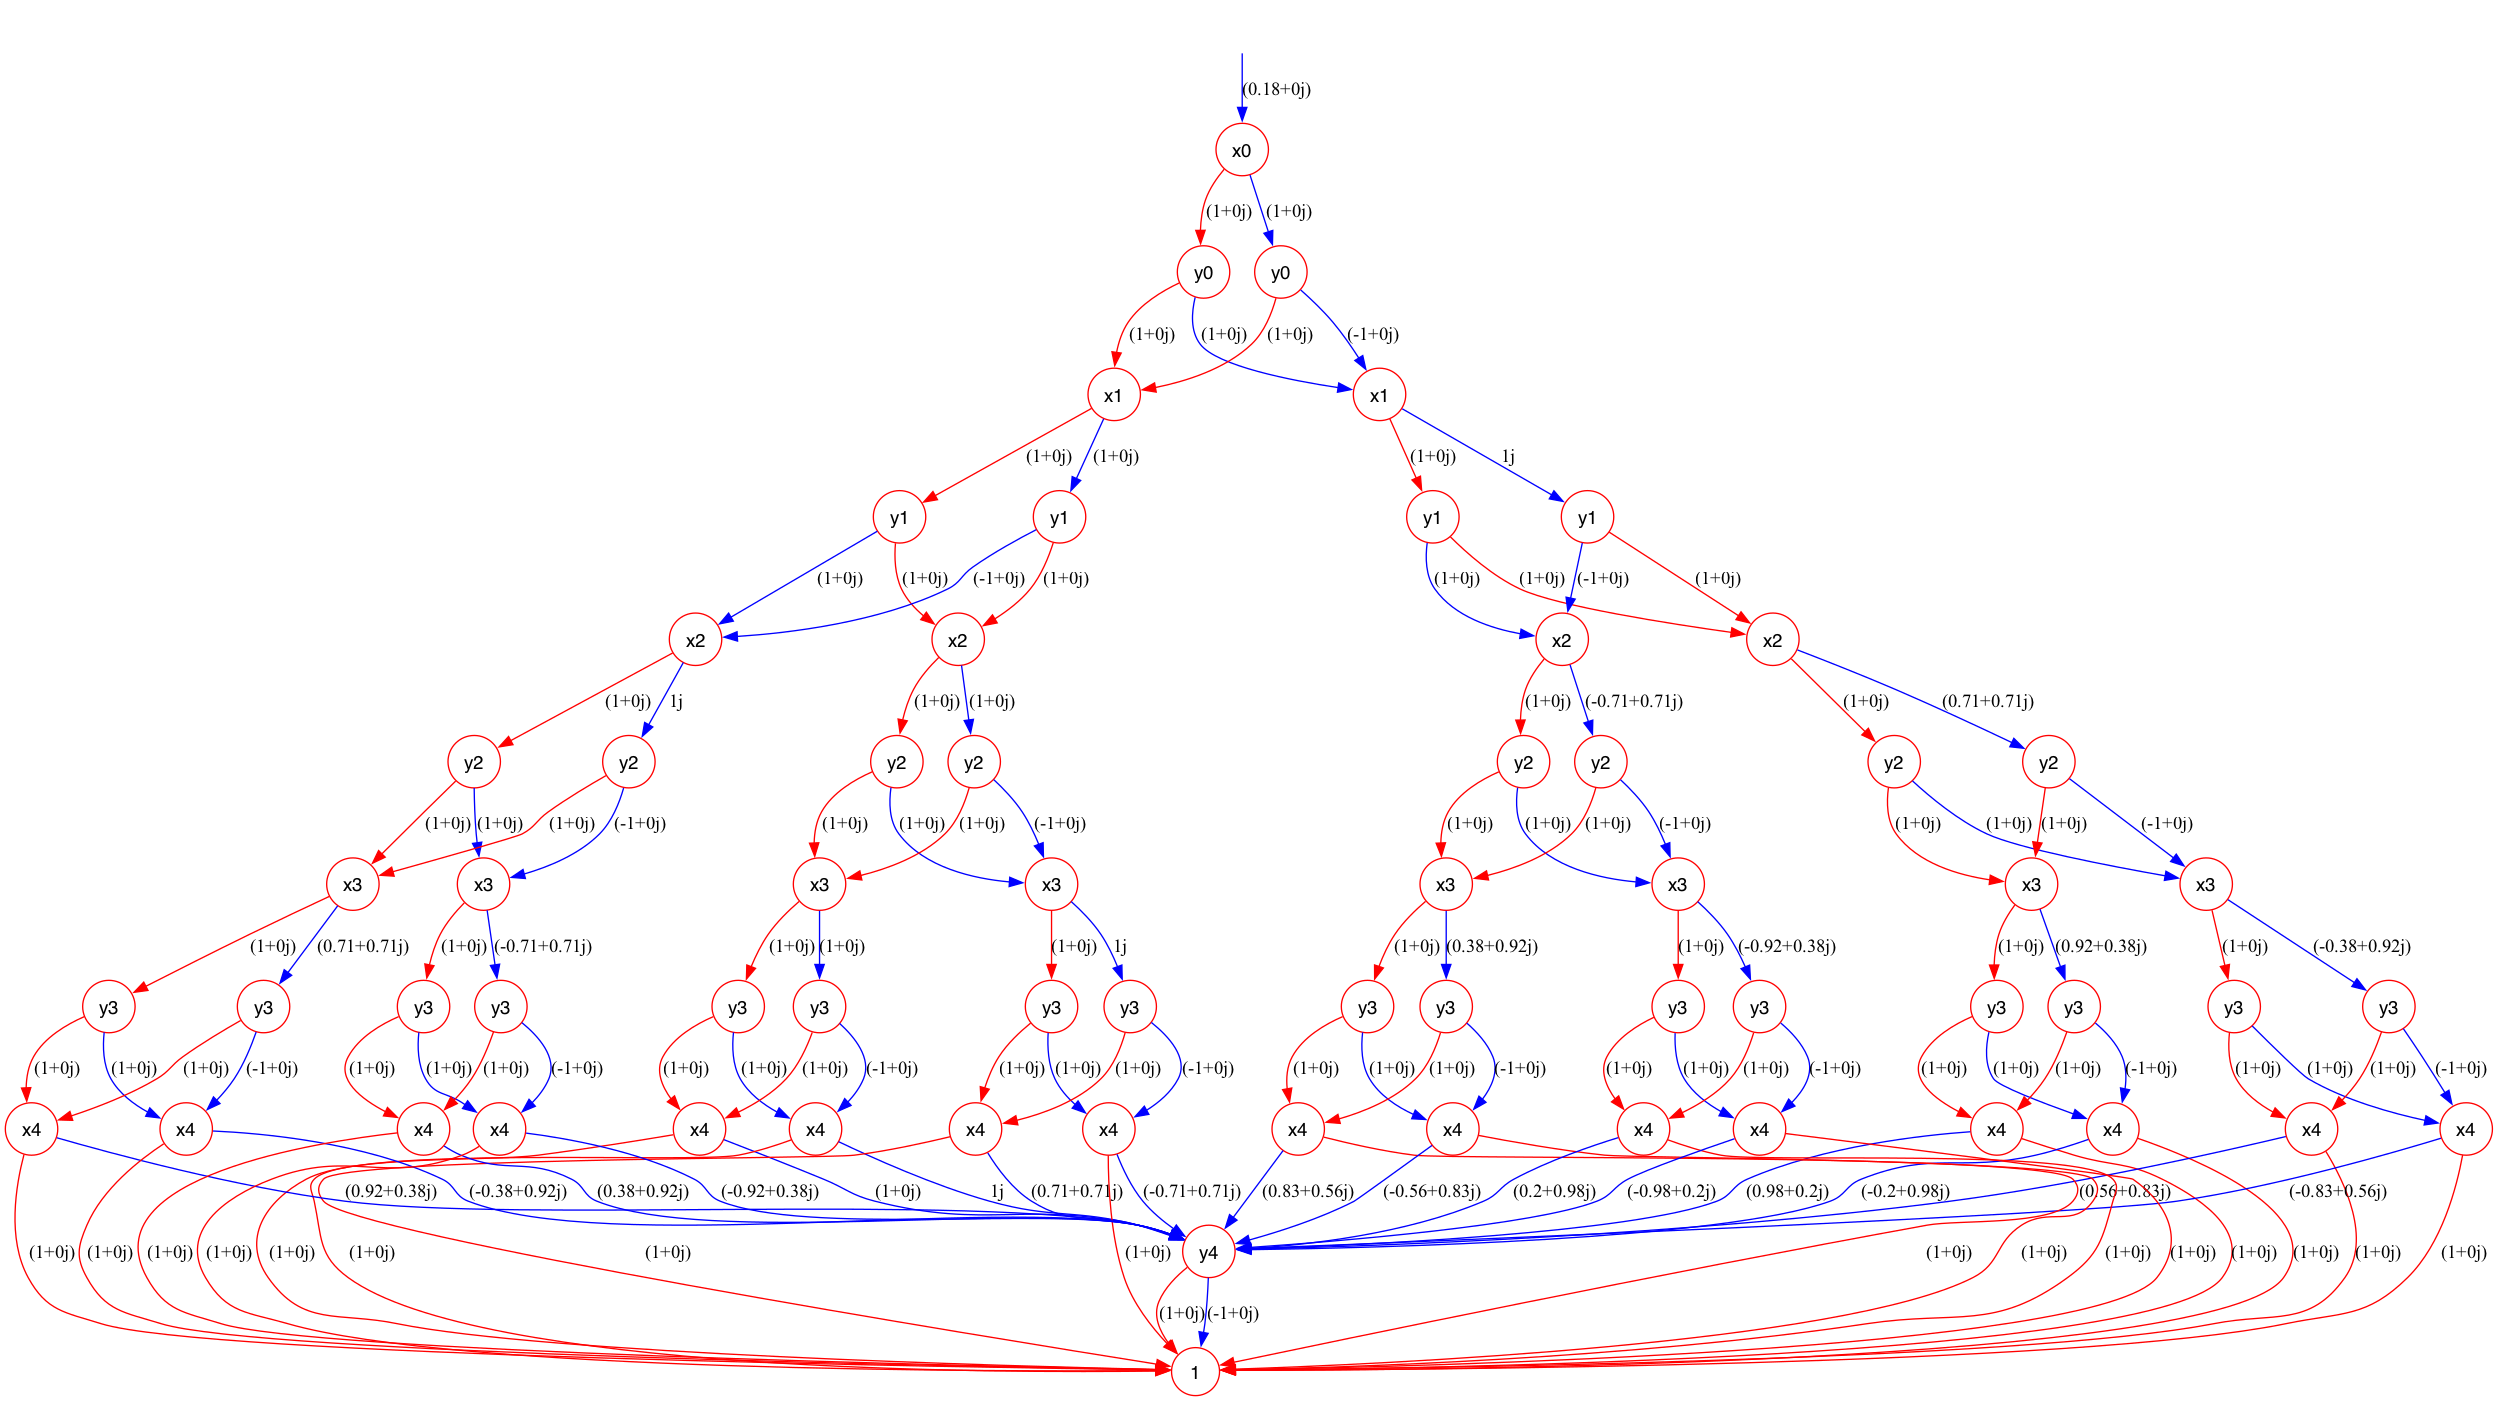 (0.18+0j)
x0
(1+0j) (1+0j)
y0 y0
(1+0j) (1+0j) (1+0j) (-1+0j)
x1 x1
(1+0j) (1+0j) (1+0j) 1j
y1 y1 y1 y1
(1+0j) (1+0j) (-1+0j) (1+0j) (1+0j) (1+0j) (-1+0j) (1+0j)
x2 x2 x2 x2
(1+0j) 1j (1+0j) (1+0j) (1+0j) (-0.71+0.71j) (1+0j) (0.71+0.71j)
y2 y2 y2 y2 y2 y2 y2 y2
(1+0j) (1+0j) (1+0j) (-1+0j) (1+0j) (1+0j) (1+0j) (-1+0j) (1+0j) (1+0j) (1+0j) (-1+0j) (1+0j) (1+0j) (1+0j) (-1+0j)
x3 x3 x3 x3 x3 x3 x3 x3
(1+0j) (0.71+0.71j) (1+0j) (-0.71+0.71j) (1+0j) (1+0j) (1+0j) 1j (1+0j) (0.38+0.92j) (1+0j) (-0.92+0.38j) (1+0j) (0.92+0.38j) (1+0j) (-0.38+0.92j)
y3 y3 y3 y3 y3 y3 y3 y3 y3 y3 y3 y3 y3 y3 y3 y3
(1+0j) (1+0j) (1+0j) (-1+0j) (1+0j) (1+0j) (1+0j) (-1+0j) (1+0j) (1+0j) (1+0j) (-1+0j) (1+0j) (1+0j) (1+0j) (-1+0j) (1+0j) (1+0j) (1+0j) (-1+0j) (1+0j) (1+0j) (1+0j) (-1+0j) (1+0j) (1+0j) (1+0j) (-1+0j) (1+0j) (1+0j) (1+0j) (-1+0j)
x4 x4 x4 x4 x4 x4 x4 x4 x4 x4 x4 x4 x4 x4 x4 x4
(0.92+0.38j) (-0.38+0.92j) (0.38+0.92j) (-0.92+0.38j) (1+0j) 1j (0.71+0.71j) (-0.71+0.71j) (0.83+0.56j) (-0.56+0.83j) (0.2+0.98j) (-0.98+0.2j) (0.98+0.2j) (-0.2+0.98j) (0.56+0.83j) (-0.83+0.56j)
(1+0j) (1+0j) (1+0j) (1+0j) (1+0j) (1+0j) (1+0j) (1+0j) y4 (1+0j) (1+0j) (1+0j) (1+0j) (1+0j) (1+0j) (1+0j) (1+0j)
(1+0j) (-1+0j)
1